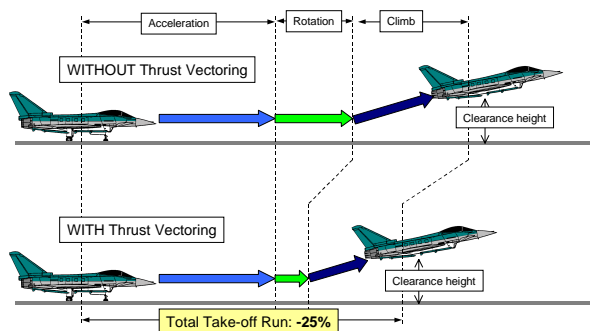 Acceleration
Rotation
Climb
WITHOUT Thrust Vectoring
Clearance height
WITH Thrust Vectoring
Clearance height
Total Take-off Run: -25%